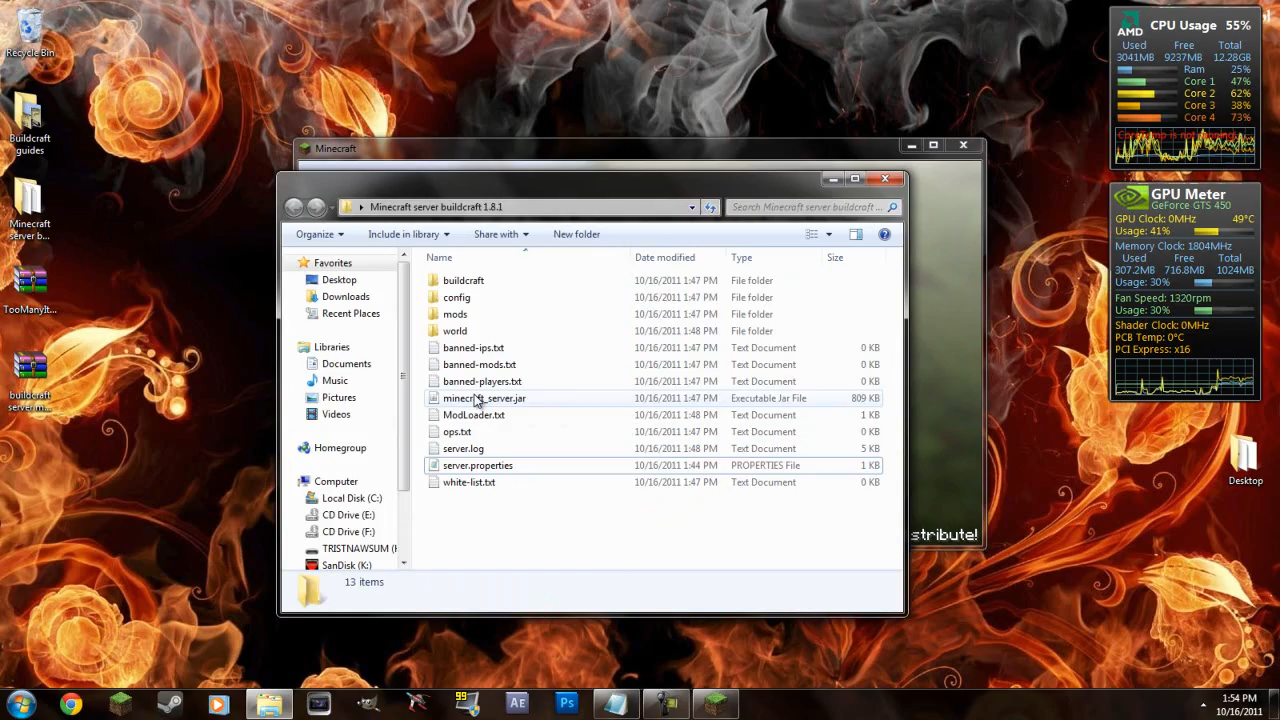 Recycle Bin
Buildcraft
guides
Minecraft
server b...
TooManyIt...
buildcraft
server.m...
Minecraft
Minecraft server buildcraft 1.8.1
Search Minecraft server buildcraft ...
Organize
Include in library
Share with
New folder
Favorites
Desktop
Downloads
Recent Places
Libraries
Documents
Music
Pictures
Videos
Homegroup
Computer
Local Disk (C:)
CD Drive (E:)
CD Drive (F:)
TRISTNAWSUM (H
SanDisk (K:)
Name Date modified Type Size
buildcraft 10/16/2011 1:47 PM File folder
config 10/16/2011 1:47 PM File folder
mods 10/16/2011 1:47 PM File folder
world 10/16/2011 1:48 PM File folder
banned-ips.txt 10/16/2011 1:47 PM Text Document 0 KB
banned-mods.txt 10/16/2011 1:47 PM Text Document 0 KB
banned-players.txt 10/16/2011 1:47 PM Text Document 0 KB
minecraft_server.jar 10/16/2011 1:47 PM Executable Jar File 809 KB
ModLoader.txt 10/16/2011 1:48 PM Text Document 1 KB
ops.txt 10/16/2011 1:47 PM Text Document 0 KB
server.log 10/16/2011 1:48 PM Text Document 5 KB
server.properties 10/16/2011 1:44 PM PROPERTIES File 1 KB
white-list.txt 10/16/2011 1:47 PM Text Document 0 KB
13 items
stribute!
AMD
CPU Usage 55%
Used Free Total
3041MB 9237MB 12.28GB
Ram 25%
Core 1 47%
Core 2 62%
Core 3 38%
Core 4 73%
CoreTemp is not running
NVIDIA
GPU Meter
GeForce GTS 450
GPU Clock: 0MHz 49°C
Usage: 41%
Memory Clock: 1804MHz
Used Free Total
307.2MB 716.8MB 1024MB
Usage: 30%
Fan Speed: 1320rpm
Usage: 30%
Shader Clock: 0MHz
PCB Temp: 0°C
PCI Express: x16
Desktop
99
AE
Ps
1:54 PM
10/16/2011